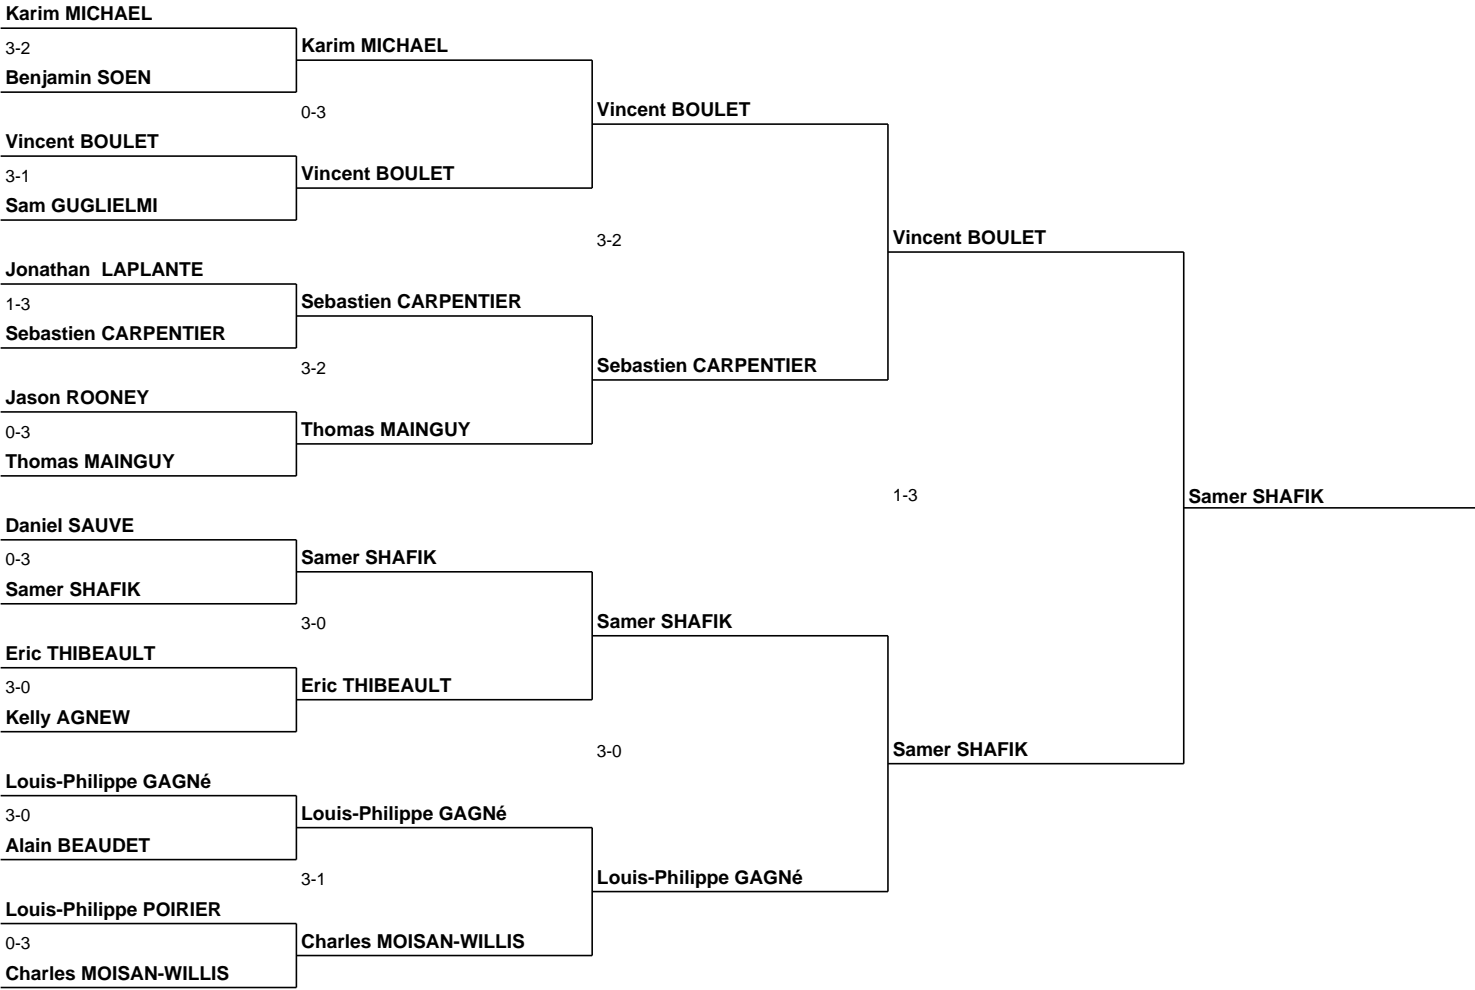 Karim MICHAEL
3-2
Benjamin SOEN
Vincent BOULET
3-1
Sam GUGLIELMI
Jonathan  LAPLANTE
1-3
Sebastien CARPENTIER
Jason ROONEY
0-3
Thomas MAINGUY
Daniel SAUVE
0-3
Samer SHAFIK
Eric THIBEAULT
3-0
Kelly AGNEW
Louis-Philippe GAGNé
3-0
Alain BEAUDET
Louis-Philippe POIRIER
0-3
Charles MOISAN-WILLIS
Karim MICHAEL
0-3
Vincent BOULET
Sebastien CARPENTIER
3-2
Thomas MAINGUY
Samer SHAFIK
3-0
Eric THIBEAULT
Louis-Philippe GAGNé
3-1
Charles MOISAN-WILLIS
Vincent BOULET
3-2
Sebastien CARPENTIER
Samer SHAFIK
3-0
Louis-Philippe GAGNé
Vincent BOULET
1-3
Samer SHAFIK
Samer SHAFIK